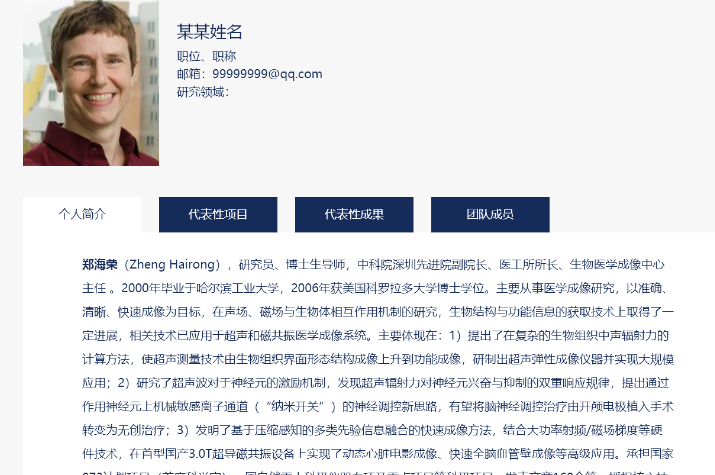 某某姓名
职位、职称
邮箱：99999999@qq.com
研究领域：
个人简介
代表性项目
代表性成果
团队成员
郑海荣（Zheng Hairong），研究员、博士生导师，中科院深圳先进院副院长、医工所所长、生物医学成像中心
主任 。2000年毕业于哈尔滨工业大学，2006年获美国科罗拉多大学博士学位。主要从事医学成像研究，以准确、
清晰、快速成像为目标，在声场、磁场与生物体相互作用机制的研究，生物结构与功能信息的获取技术上取得了一
定进展，相关技术已应用于超声和磁共振医学成像系统。主要体现在：1）提出了在复杂的生物组织中声辐射力的
计算方法，使超声测量技术由生物组织界面形态结构成像上升到功能成像，研制出超声弹性成像仪器并实现大规模
应用；2）研究了超声波对于神经元的激励机制，发现超声辐射力对神经元兴奋与抑制的双重响应规律，提出通过
作用神经元上机械敏感离子通道（“纳米开关”）的神经调控新思路，有望将脑神经调控治疗由开颅电极植入手术
转变为无创治疗；3）发明了基于压缩感知的多类先验信息融合的快速成像方法，结合大功率射频/磁场梯度等硬
件技术，在首型国产3.0T超导磁共振设备上实现了动态心脏电影成像、快速全脑血管壁成像等高级应用。承担国家